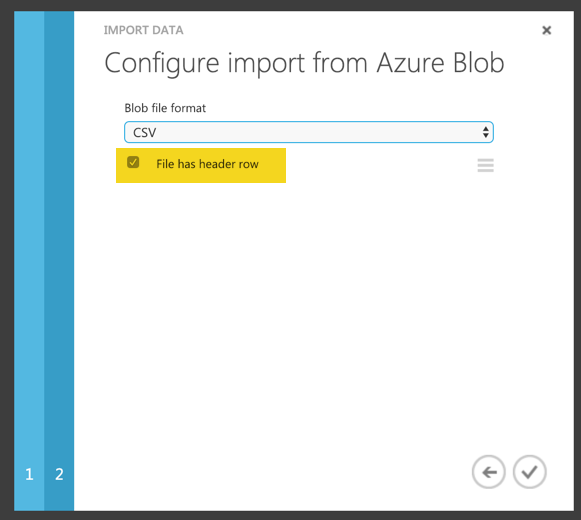 IMPORT DATA
Configure import from Azure Blob
Blob file format
CSV
File has header row
1 2